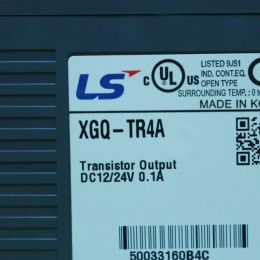 LS
c UL US
LISTED 9J51
IND. CONT.EQ.
OPEN TYPE
SURROUNDING TEMP.:
MADE IN
XGQ-TR4A
Transistor Output
DC12/24V 0.1A
50033160B4C